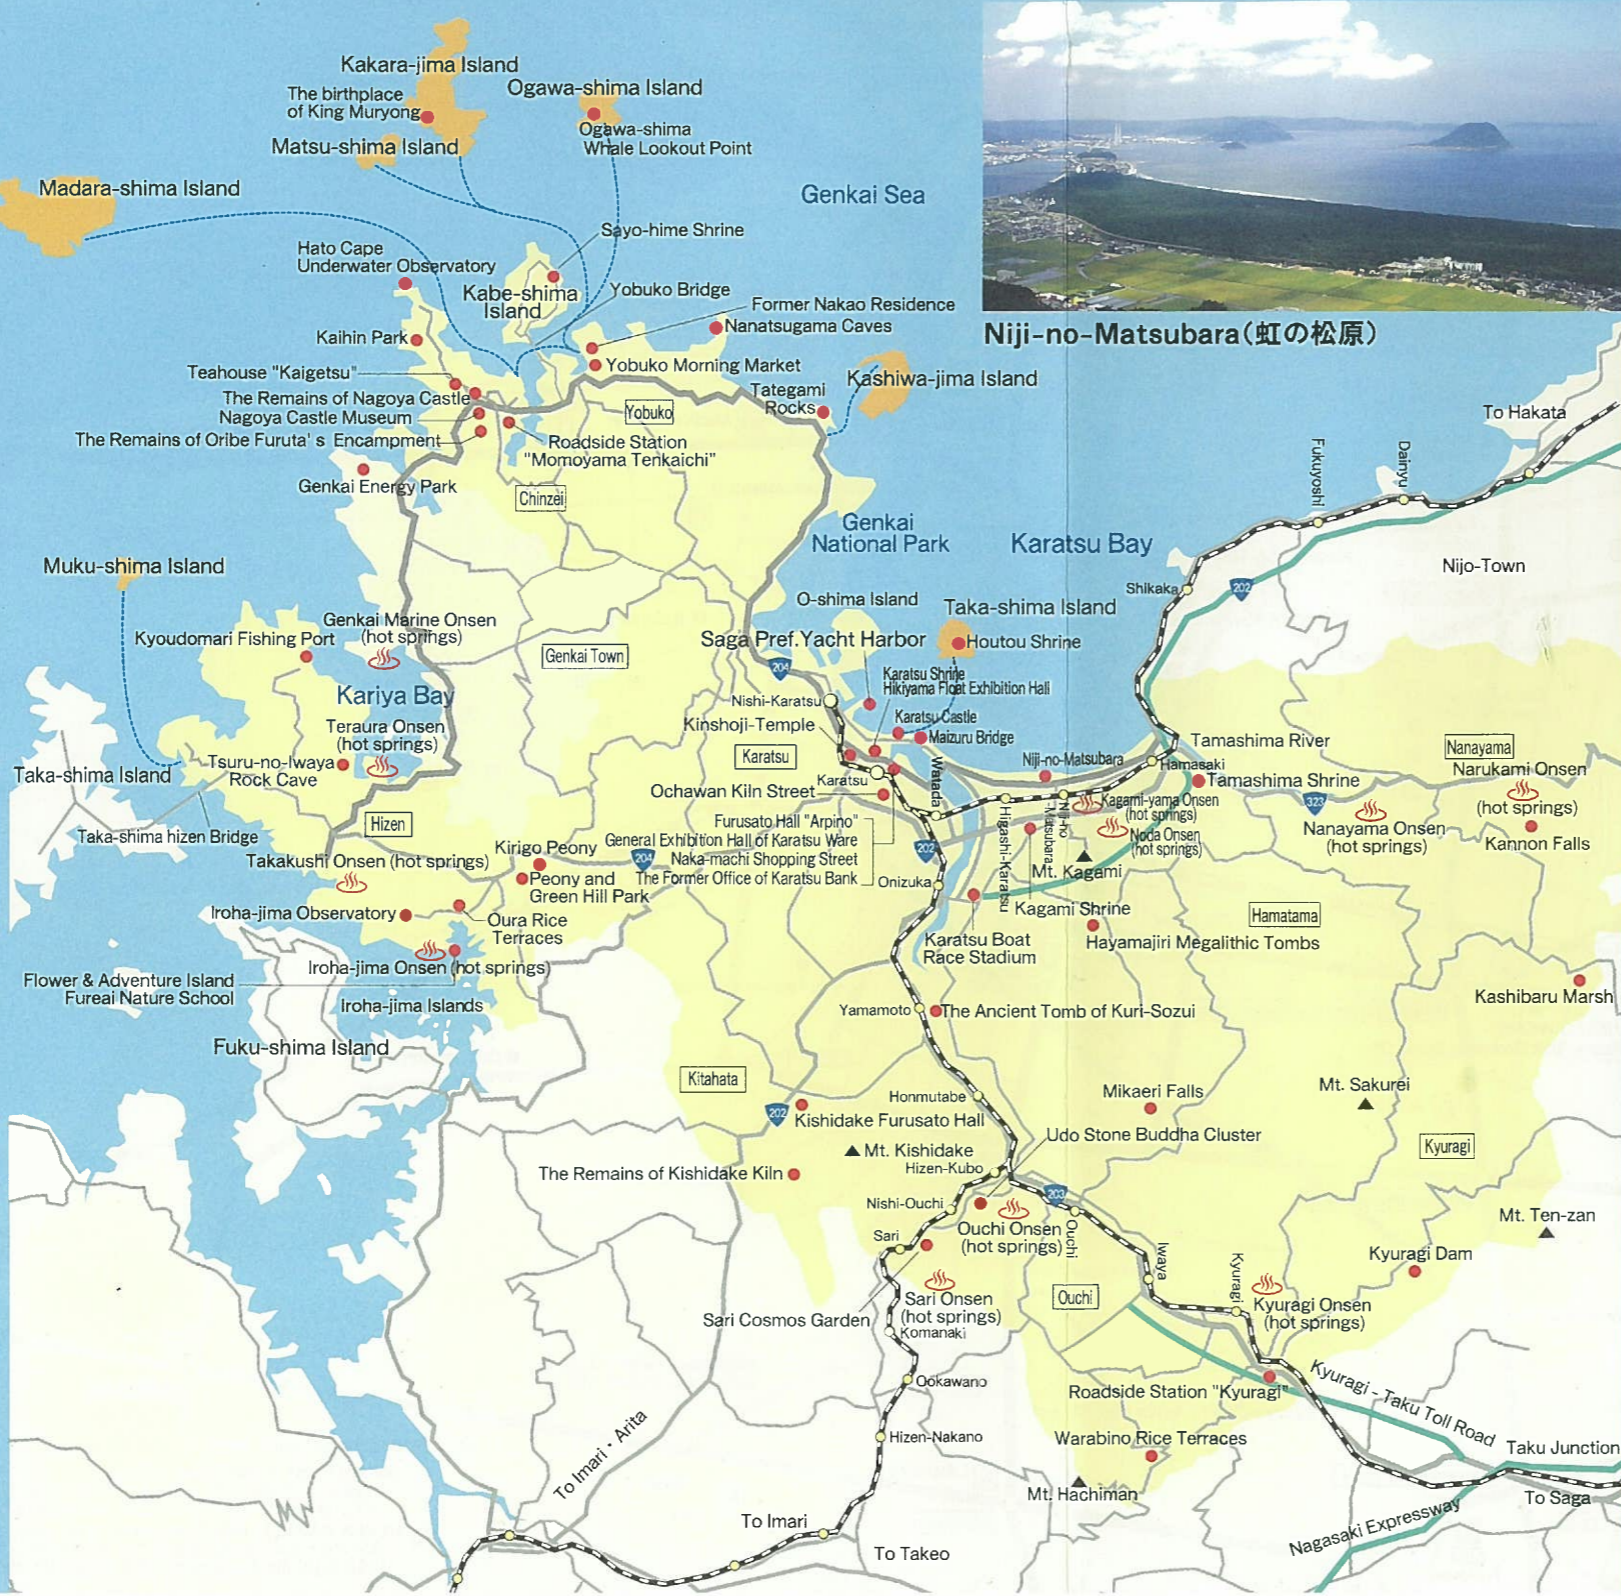 Kakara-jima Island
The birthplace
of King Muryong
Ogawa-shima Island
Ogawa-shima
Whale Lookout Point
Matsu-shima Island
Madara-shima Island
Genkai Sea
Sayo-hime Shrine
Hato Cape
Underwater Observatory
Kabe-shima
Island
Yobuko Bridge
Former Nakao Residence
Nanatsugama Caves
Niji-no-Matsubara(虹の松原)
Kaihin Park
Yobuko Morning Market
Teahouse "Kaigetsu"
Kashiwa-jima Island
Tategami
Rocks
The Remains of Nagoya Castle
Nagoya Castle Museum
Yobuko
To Hakata
The Remains of Oribe Furuta's Encampment
Roadside Station
"Momoyama Tenkaichi"
Fukuyoshi
Dainyu
Genkai Energy Park
Chinzei
Genkai
National Park
Karatsu Bay
Muku-shima Island
Nijo-Town
Shikaka
202
O-shima Island
Taka-shima Island
Genkai Marine Onsen
(hot springs)
Kyoudomari Fishing Port
Saga Pref.Yacht Harbor
Houtou Shrine
Genkai Town
204
Karatsu Shrine
Hikiyama Float Exhibition Hall
Kariya Bay
Nishi-Karatsu
Karatsu Castle
Kinshoji-Temple
Maizuru Bridge
Teraura Onsen
(hot springs)
Tamashima River
Nanayama
Karatsu
Niji-no-Matsubara
Hamasaki
Narukami Onsen
(hot springs)
Tsuru-no-Iwaya
Rock Cave
Taka-shima Island
Karatsu
Tamashima Shrine
Ochawan Kiln Street
Watada
Higashi-Karatsu
Niji-no
-Matsubara
Kagami-yama Onsen
(hot springs)
323
Nanayama Onsen
(hot springs)
Kannon Falls
Noda Onsen
(hot springs)
Hizen
Taka-shima hizen Bridge
Furusato Hall "Arpino"
General Exhibition Hall of Karatsu Ware
Naka-machi Shopping Street
The Former Office of Karatsu Bank
202
Kirigo Peony
204
Takakushi Onsen (hot springs)
Mt. Kagami
Peony and
Green Hill Park
Onizuka
Kagami Shrine
Iroha-jima Observatory
Oura Rice
Terraces
Hamatama
Karatsu Boat
Race Stadium
Hayamajiri Megalithic Tombs
Iroha-jima Onsen (hot springs)
Flower & Adventure Island
Fureai Nature School
Iroha-jima Islands
Kashibaru Marsh
Yamamoto
The Ancient Tomb of Kuri-Sozui
Fuku-shima Island
Kitahata
Mt. Sakurei
Mikaeri Falls
Honmutabe
202
Kishidake Furusato Hall
Udo Stone Buddha Cluster
Kyuragi
Mt. Kishidake
Hizen-Kubo
The Remains of Kishidake Kiln
203
Nishi-Ouchi
Ouchi Onsen
(hot springs)
Ouchi
Mt. Ten-zan
Sari
Iwaya
Kyuragi
Kyuragi Dam
Sari Onsen
(hot springs)
Ouchi
Kyuragi Onsen
(hot springs)
Sari Cosmos Garden
Komanaki
Ookawano
Roadside Station "Kyuragi"
Kyuragi - Taku Toll Road
Hizen-Nakano
Warabino Rice Terraces
Taku Junction
To Imari・Arita
Mt. Hachiman
To Saga
To Imari
Nagasaki Expressway
To Takeo